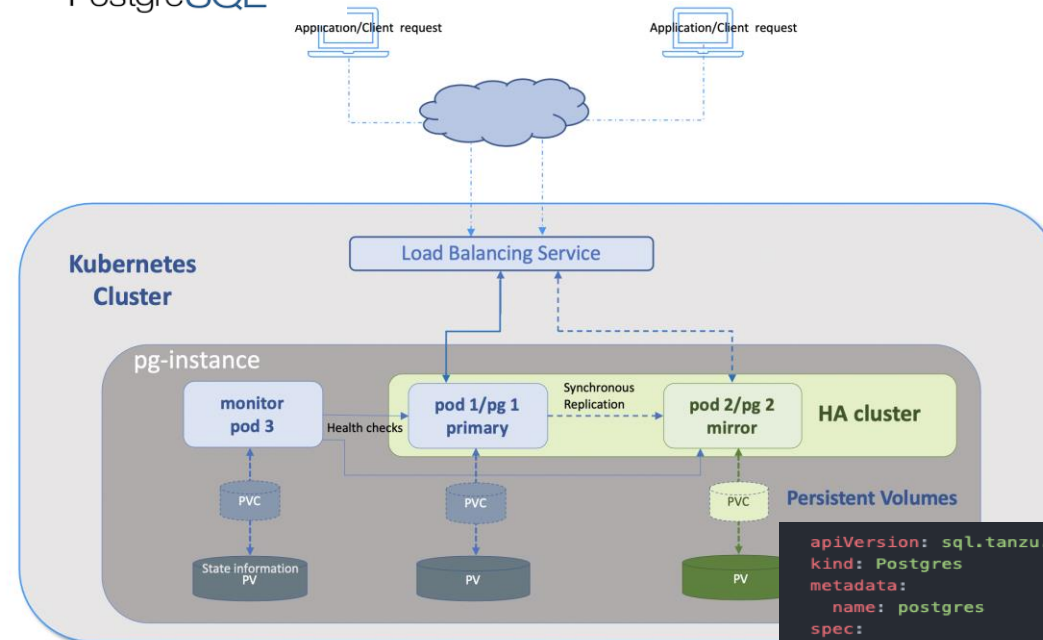 PostgreSQL
Application/Client request
Application/Client request
Kubernetes
Cluster
Load Balancing Service
pg-instance
monitor
pod 3
Health checks
pod 1/pg 1
primary
Synchronous
Replication
pod 2/pg 2
mirror
HA cluster
PVC
PVC
PVC
Persistent Volumes
State information
PV
PV
PV
apiVersion: sql.tanzu
kind: Postgres
metadata:
name: postgres
spec: